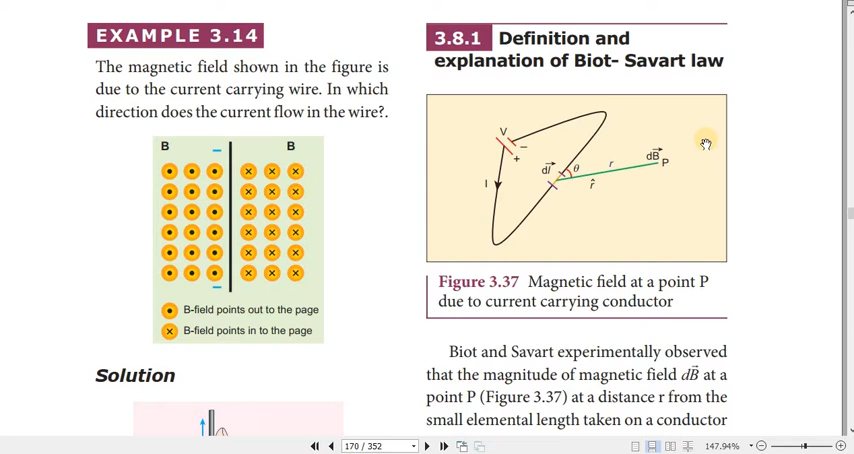 EXAMPLE 3.14
The magnetic field shown in the figure is
due to the current carrying wire. In which
direction does the current flow in the wire?.
B
B
B-field points out to the page
B-field points in to the page
Solution
3.8.1 Definition and
explanation of Biot- Savart law
V
−
+
I
dl⃗
θ
r
r̂
dB⃗
P
Figure 3.37 Magnetic field at a point P
due to current carrying conductor
Biot and Savart experimentally observed
that the magnitude of magnetic field dB⃗ at a
point P (Figure 3.37) at a distance r from the
small elemental length taken on a conductor
170 / 352
147.94%